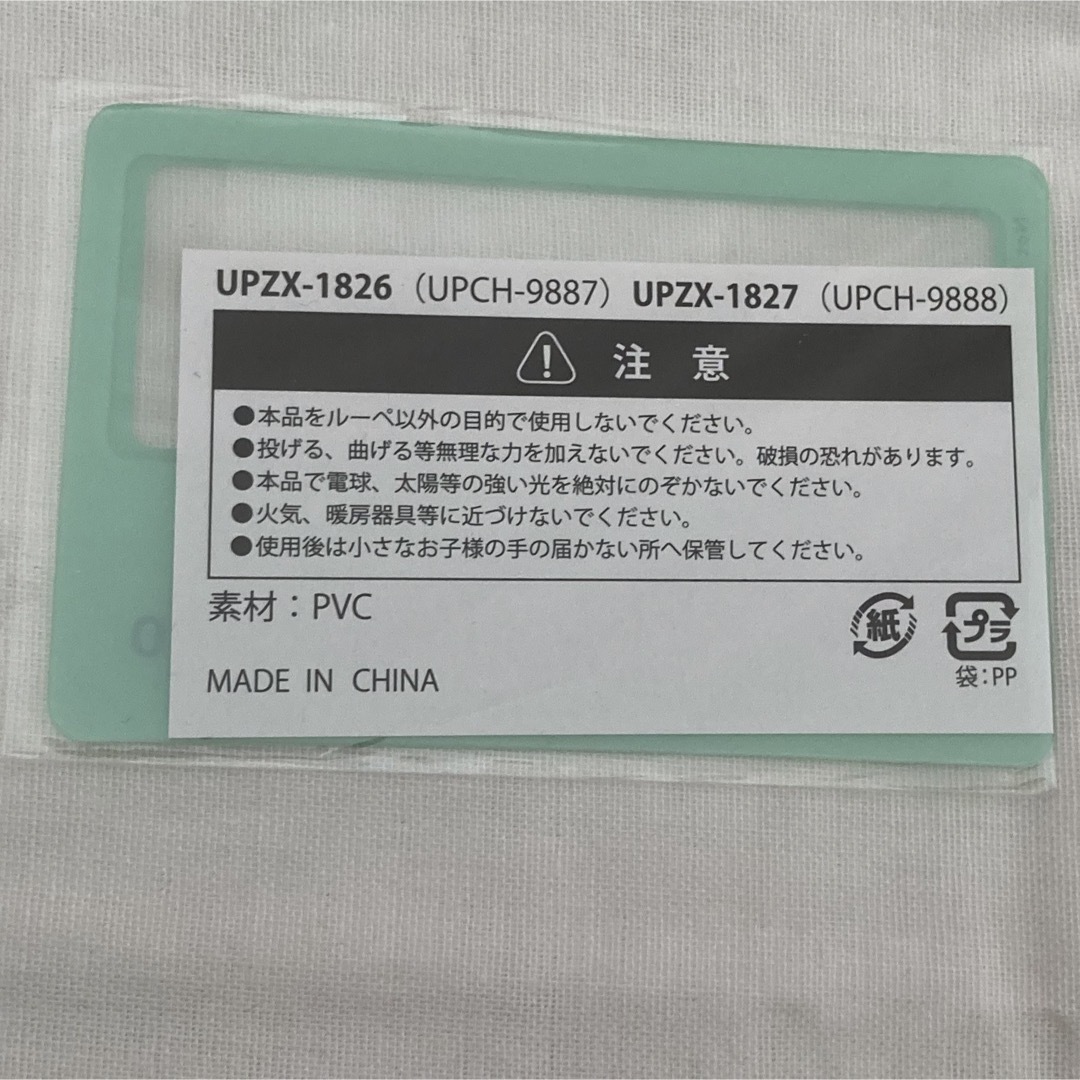 UPZX-1826（UPCH-9887）UPZX-1827（UPCH-9888）
注 意
●本品をルーペ以外の目的で使用しないでください。
●投げる、曲げる等無理な力を加えないでください。破損の恐れがあります。
●本品で電球、太陽等の強い光を絶対にのぞかないでください。
●火気、暖房器具等に近づけないでください。
●使用後は小さなお子様の手の届かない所へ保管してください。
素材：PVC
紙 プラ
袋：PP
MADE IN CHINA